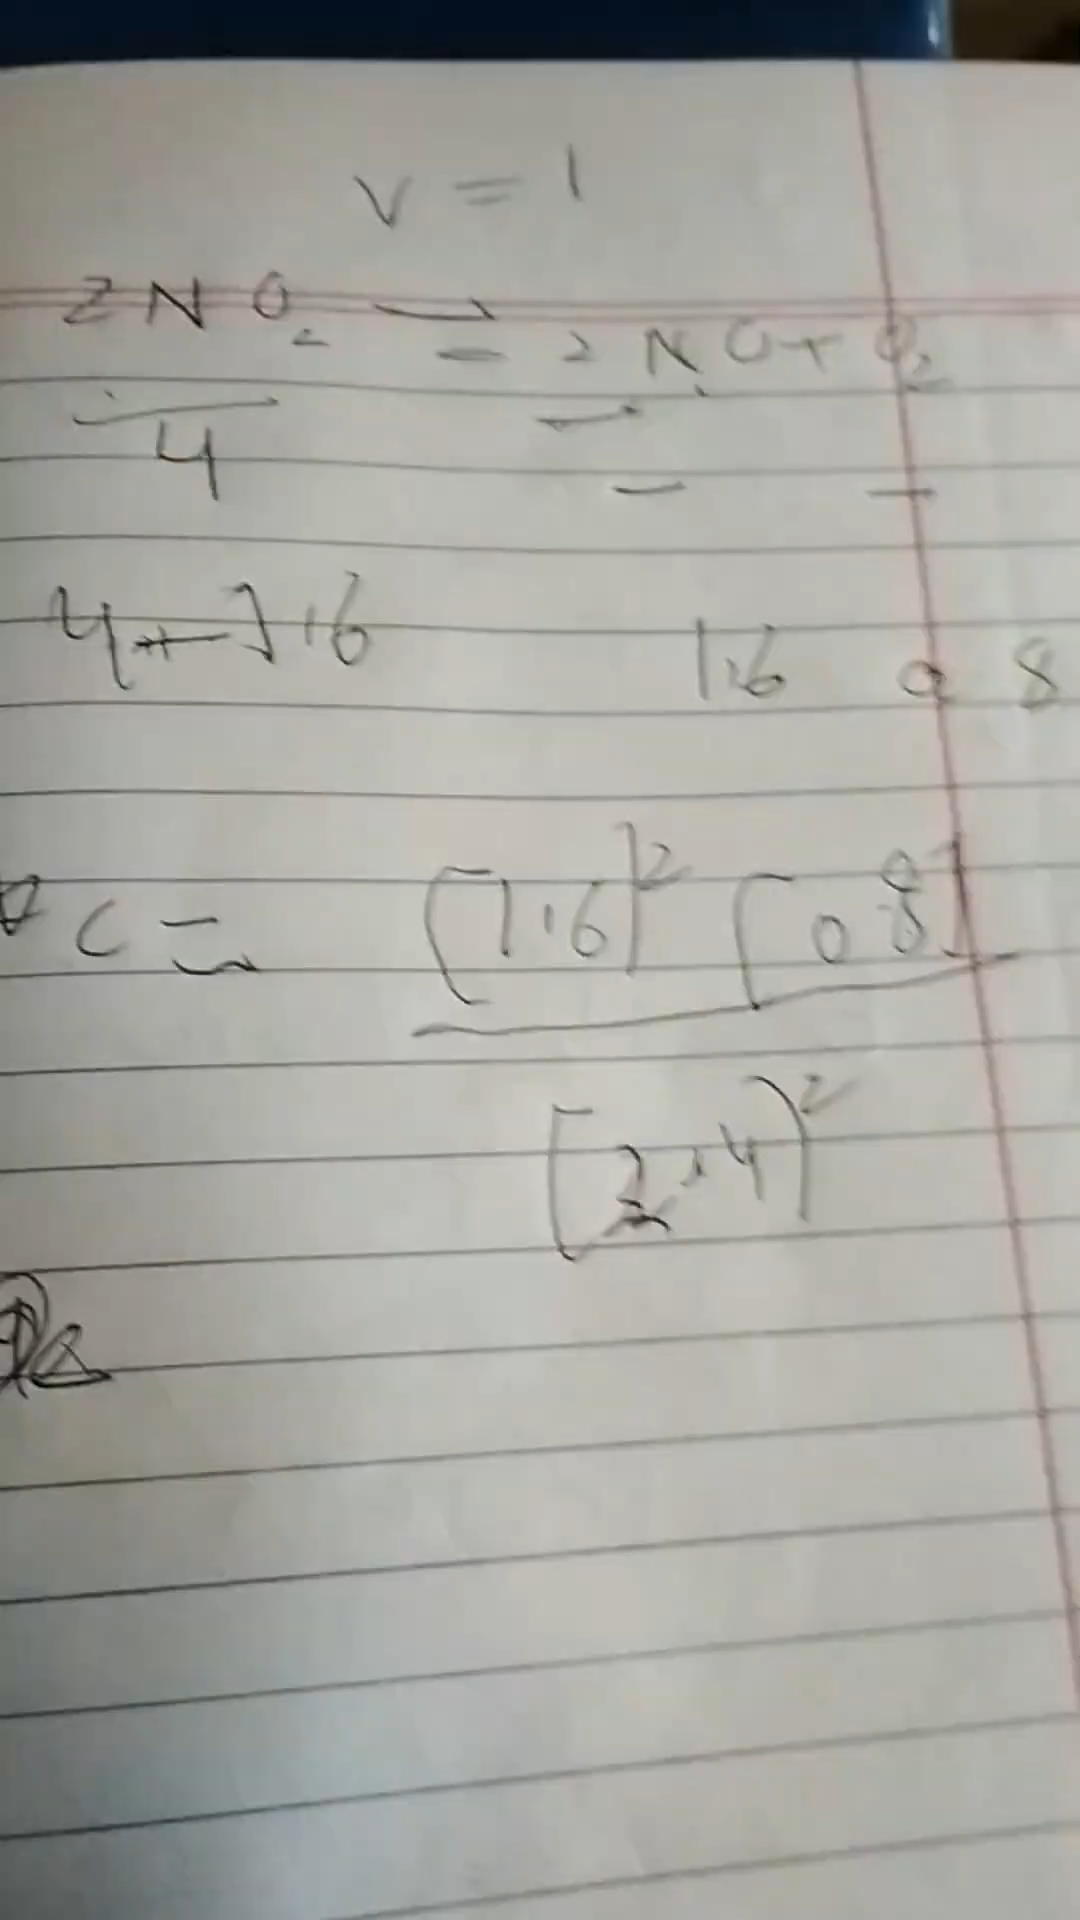 V = 1
2NO₂ ⇌ 2NO + O₂
4 — —
4 - 1.6 1.6 0.8
C = [1.6]² [0.8]
[2.4]²